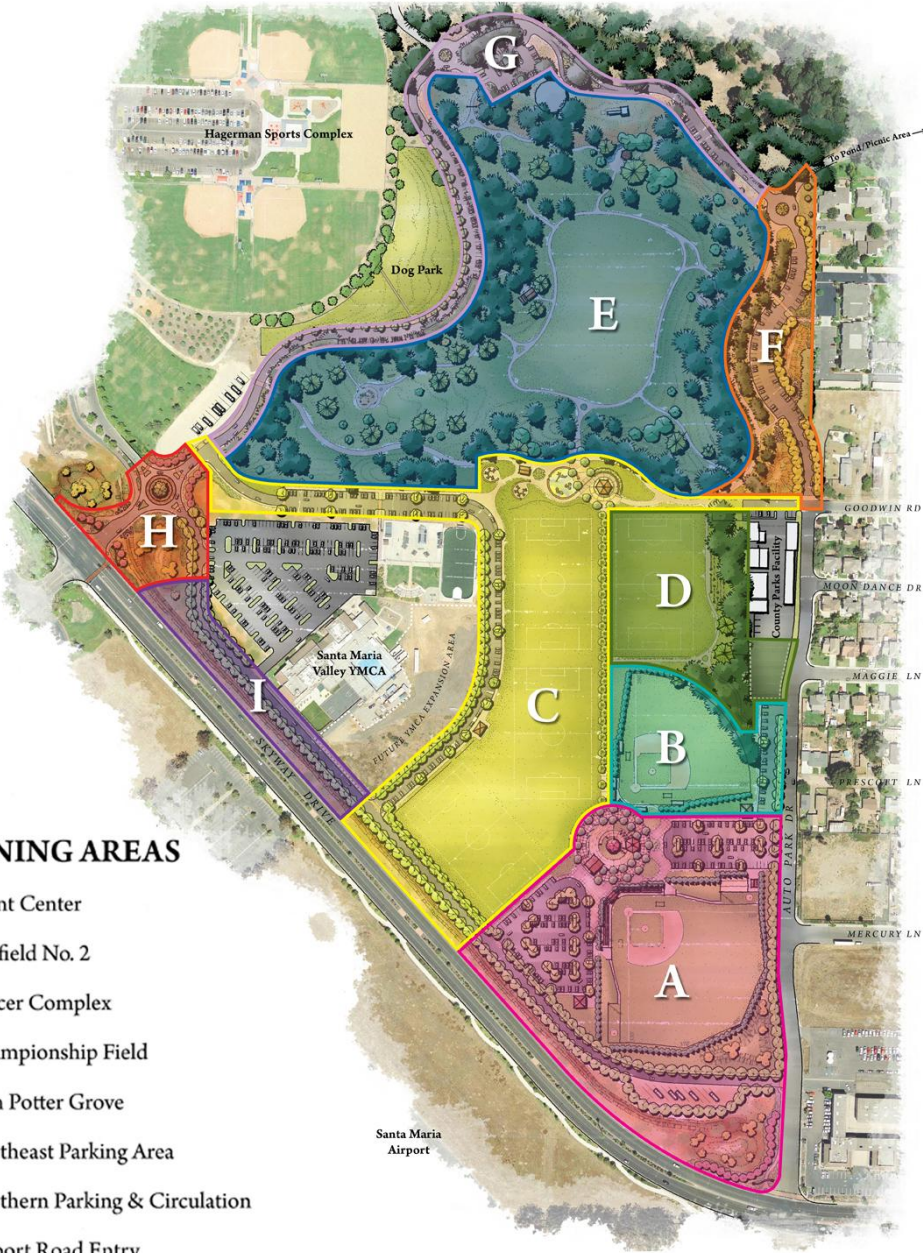 G
Hagerman Sports Complex
To Pond/Picnic Area
Dog Park
E
F
GOODWIN RD
H
D
County Parks Facility
MOON DANCE DR
Santa Maria
Valley YMCA
MAGGIE LN
I
C
FUTURE YMCA EXPANSION AREA
B
SKYWAY DRIVE
PRESCOTT LN
AUTO PARK DR
NING AREAS
nt Center
field No. 2
cer Complex
mpionship Field
Potter Grove
theast Parking Area
thern Parking & Circulation
port Road Entry
MERCURY LN
A
Santa Maria
Airport